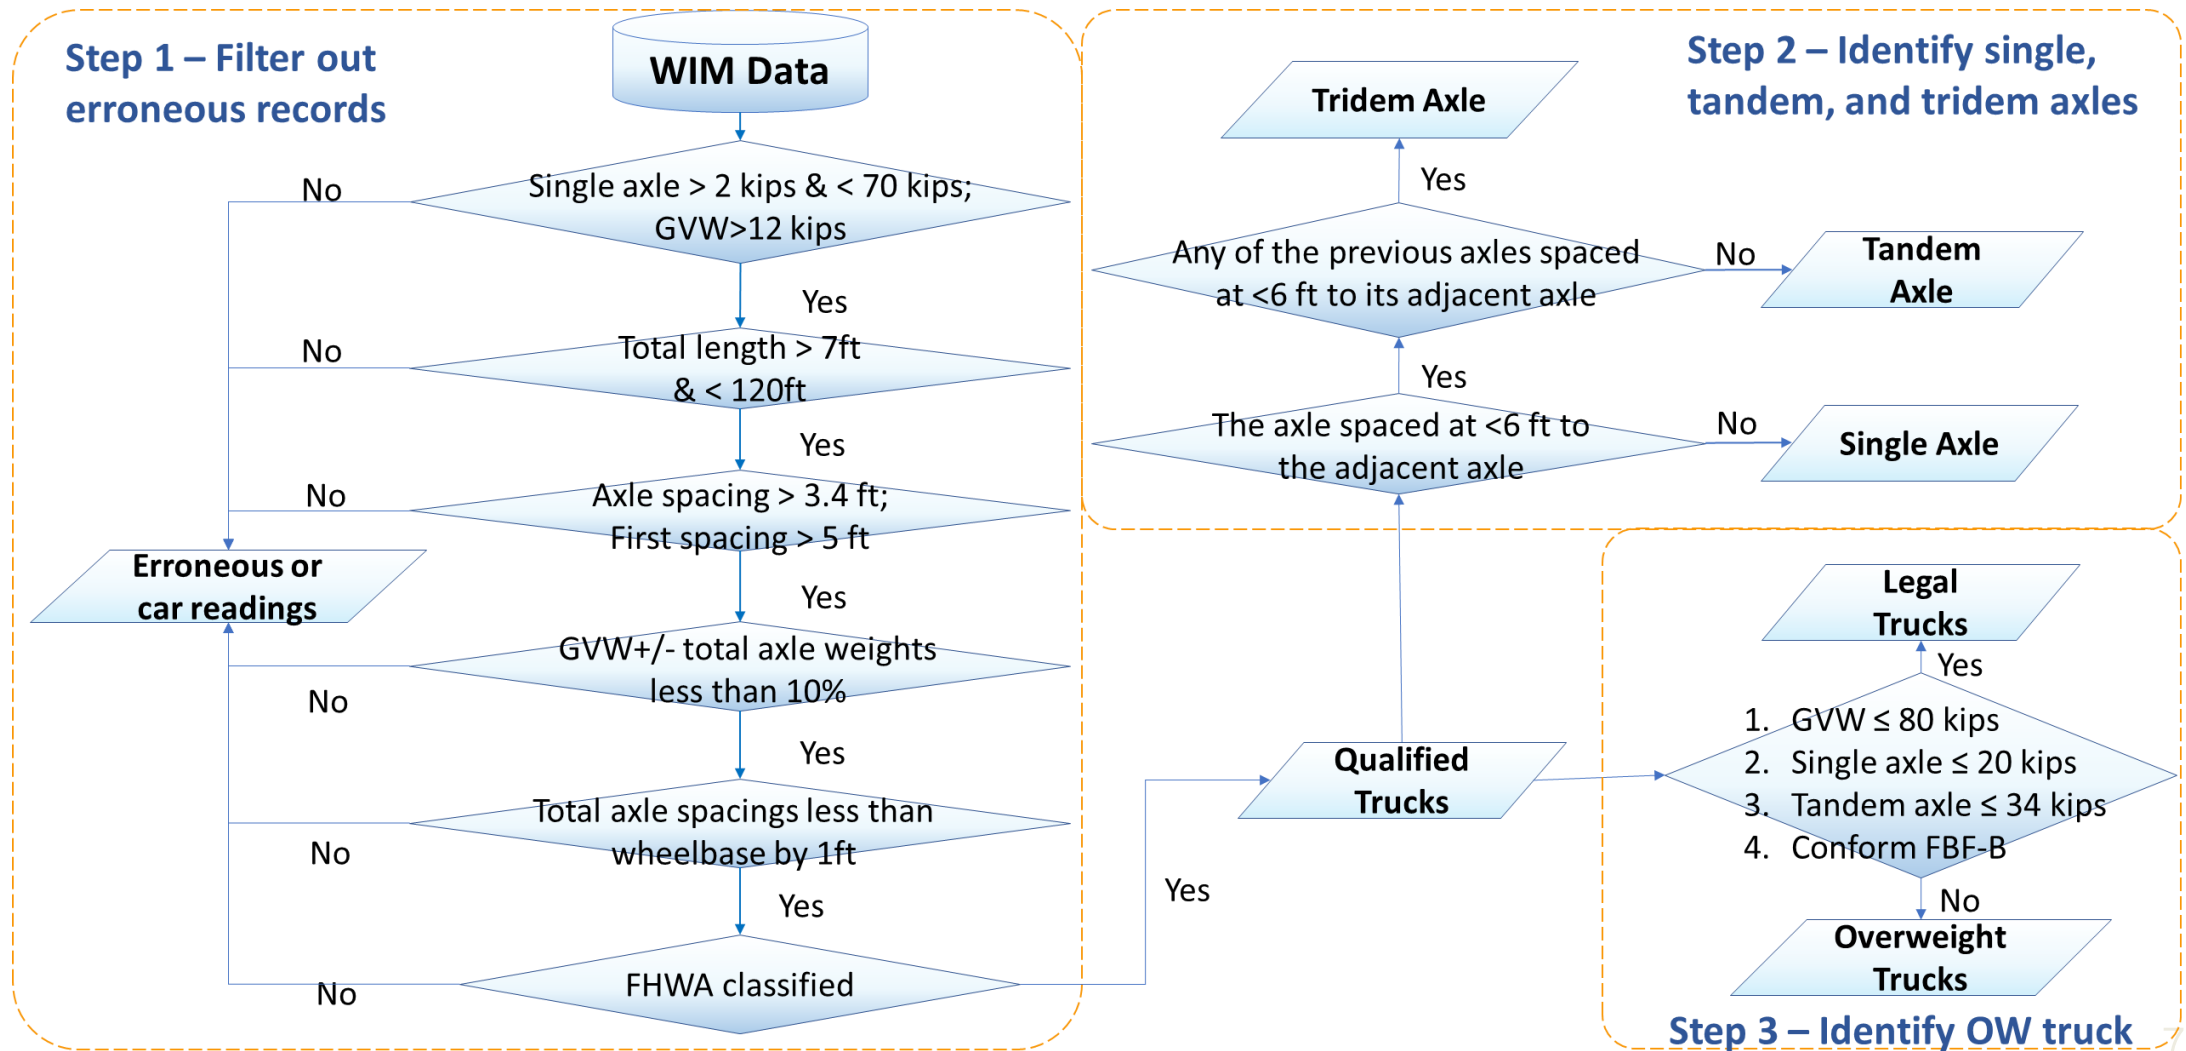 Step 1 – Filter out
erroneous records
WIM Data
Single axle > 2 kips & < 70 kips;
GVW>12 kips
No
Yes
Total length > 7ft
& < 120ft
No
Yes
Axle spacing > 3.4 ft;
First spacing > 5 ft
No
Yes
Erroneous or
car readings
GVW+/- total axle weights
less than 10%
No
Yes
Total axle spacings less than
wheelbase by 1ft
No
Yes
FHWA classified
No
Yes
Step 2 – Identify single,
tandem, and tridem axles
Tridem Axle
Yes
Any of the previous axles spaced
at <6 ft to its adjacent axle
No
Tandem
Axle
Yes
The axle spaced at <6 ft to
the adjacent axle
No
Single Axle
Qualified
Trucks
Legal
Trucks
Yes
1. GVW ≤ 80 kips
2. Single axle ≤ 20 kips
3. Tandem axle ≤ 34 kips
4. Conform FBF-B
No
Overweight
Trucks
Step 3 – Identify OW truck
7